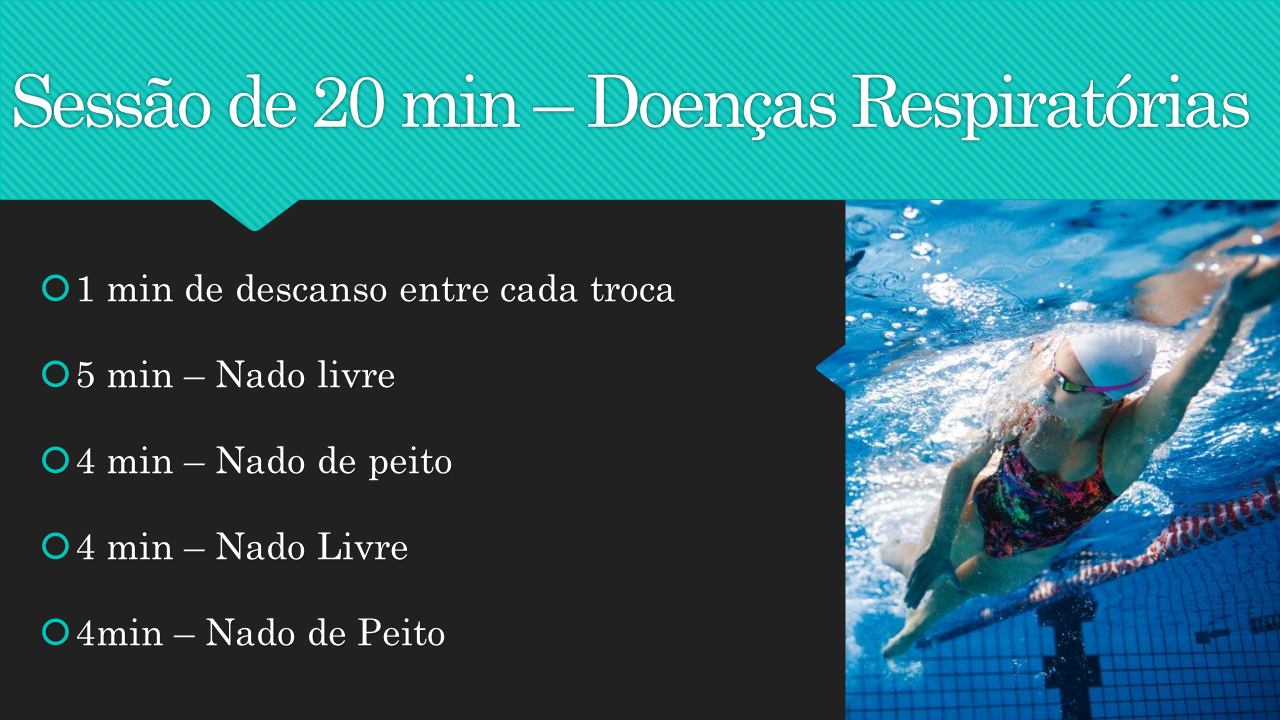 Sessão de 20 min – Doenças Respiratórias
1 min de descanso entre cada troca
5 min – Nado livre
4 min – Nado de peito
4 min – Nado Livre
4min – Nado de Peito